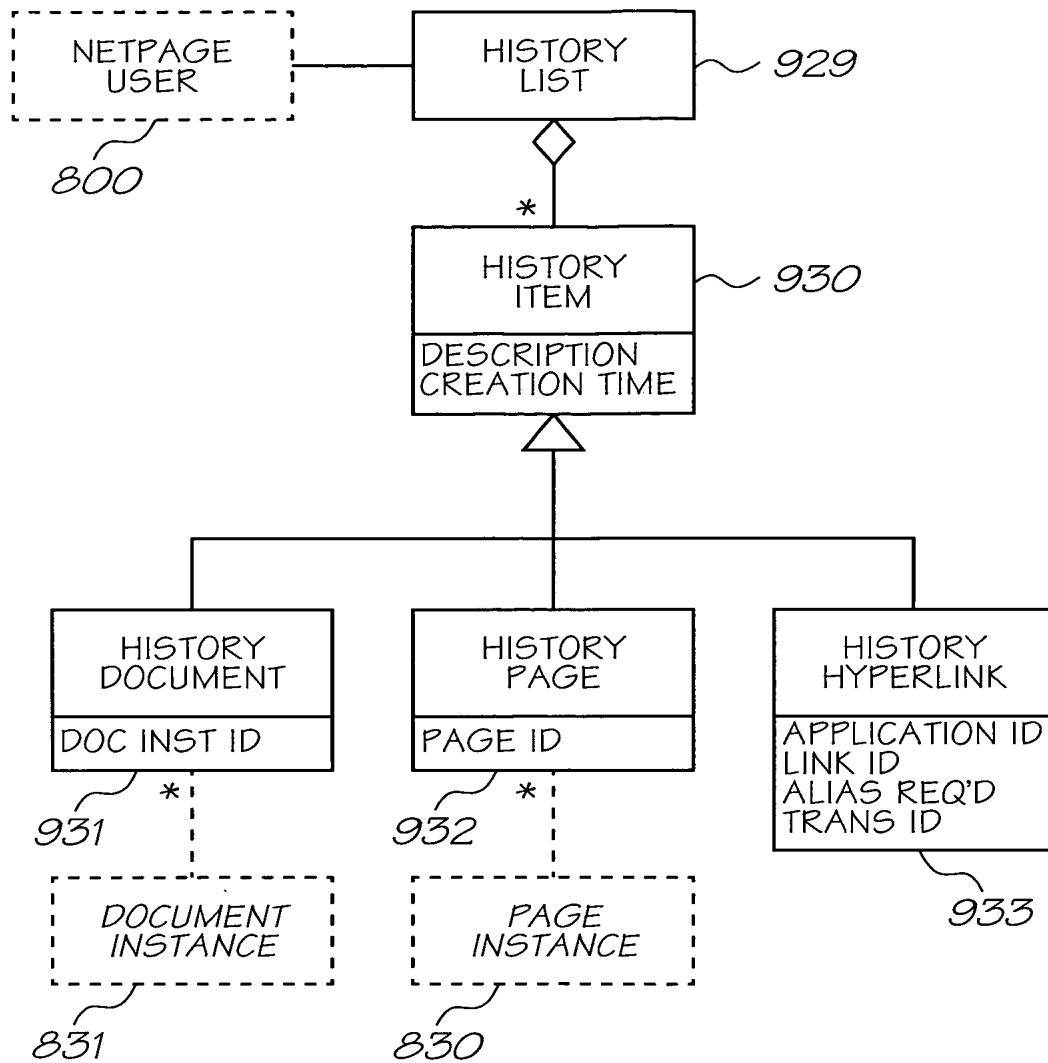 NETPAGE
USER
800
HISTORY
LIST
929
*
HISTORY
ITEM
930
DESCRIPTION
CREATION TIME
HISTORY
DOCUMENT
DOC INST ID
931
*
HISTORY
PAGE
PAGE ID
932
*
HISTORY
HYPERLINK
APPLICATION ID
LINK ID
ALIAS REQ'D
TRANS ID
933
DOCUMENT
INSTANCE
831
PAGE
INSTANCE
830